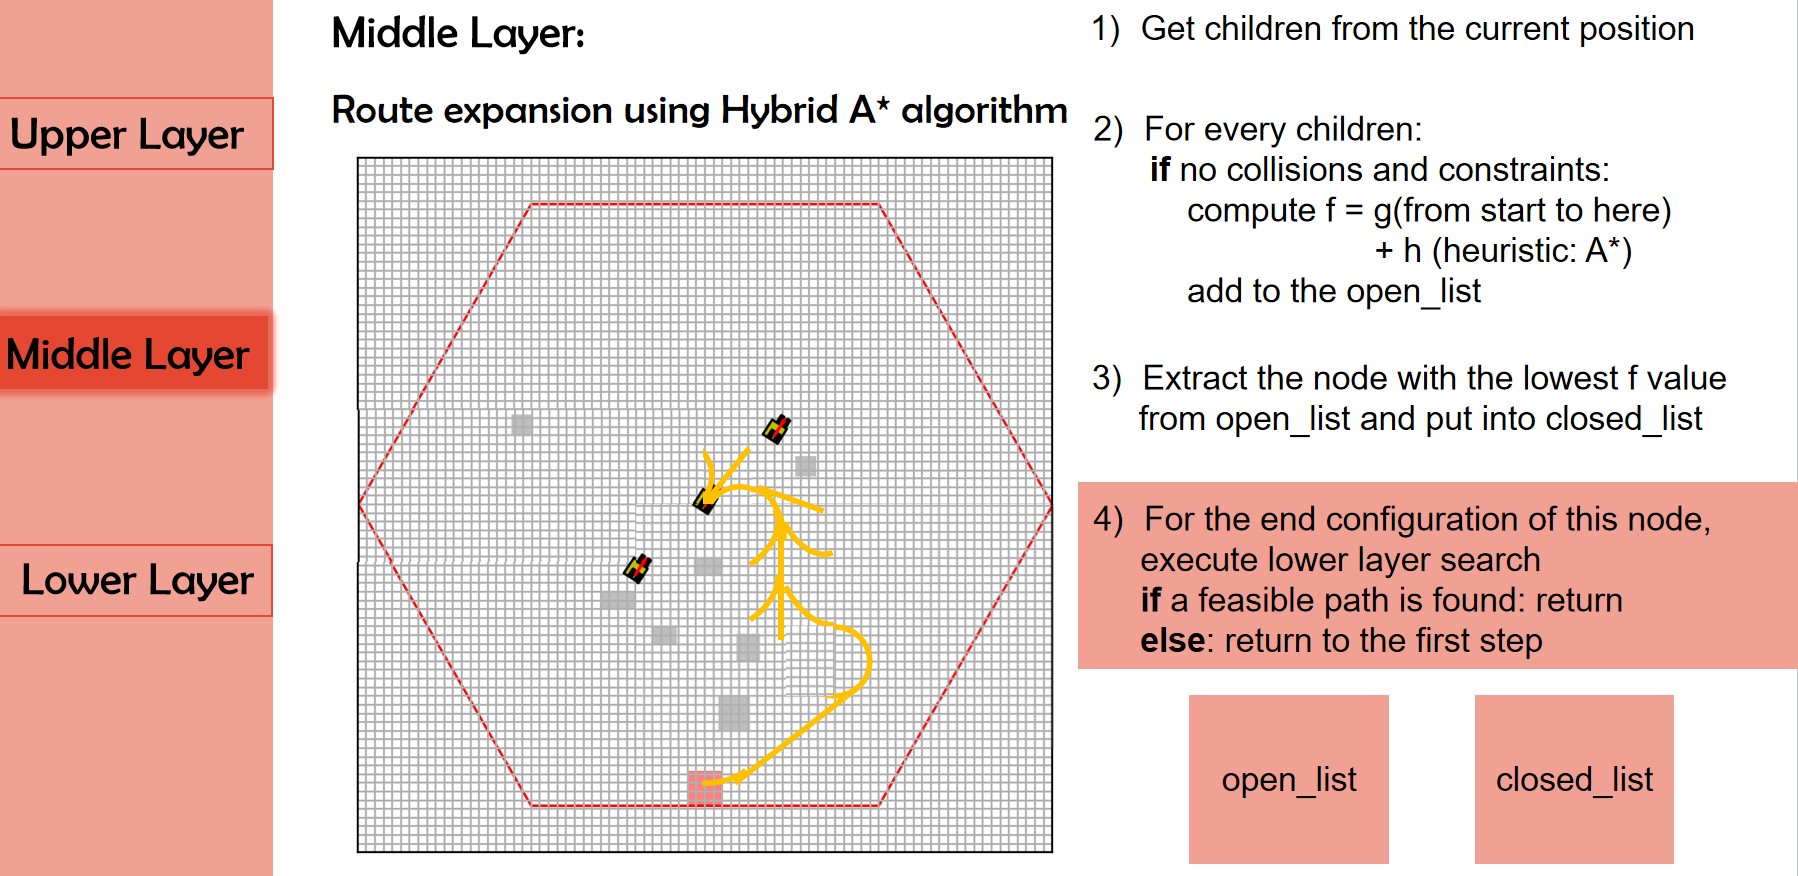 Upper Layer
Middle Layer
Lower Layer
Middle Layer:
Route expansion using Hybrid A* algorithm
1) Get children from the current position
2) For every children:
if no collisions and constraints:
compute f = g(from start to here)
+ h (heuristic: A*)
add to the open_list
3) Extract the node with the lowest f value
from open_list and put into closed_list
4) For the end configuration of this node,
execute lower layer search
if a feasible path is found: return
else: return to the first step
open_list
closed_list